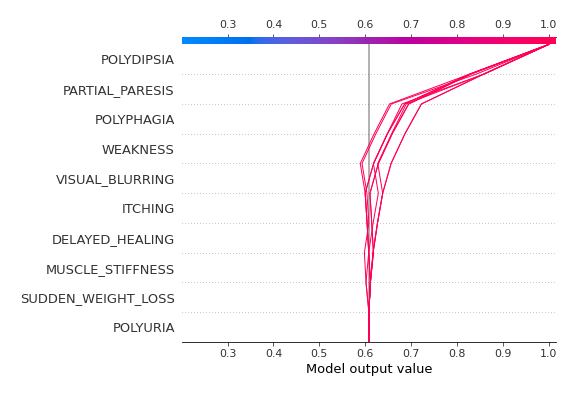 0.3 0.4 0.5 0.6 0.7 0.8 0.9 1.0
POLYDIPSIA
PARTIAL_PARESIS
POLYPHAGIA
WEAKNESS
VISUAL_BLURRING
ITCHING
DELAYED_HEALING
MUSCLE_STIFFNESS
SUDDEN_WEIGHT_LOSS
POLYURIA
0.3 0.4 0.5 0.6 0.7 0.8 0.9 1.0
Model output value